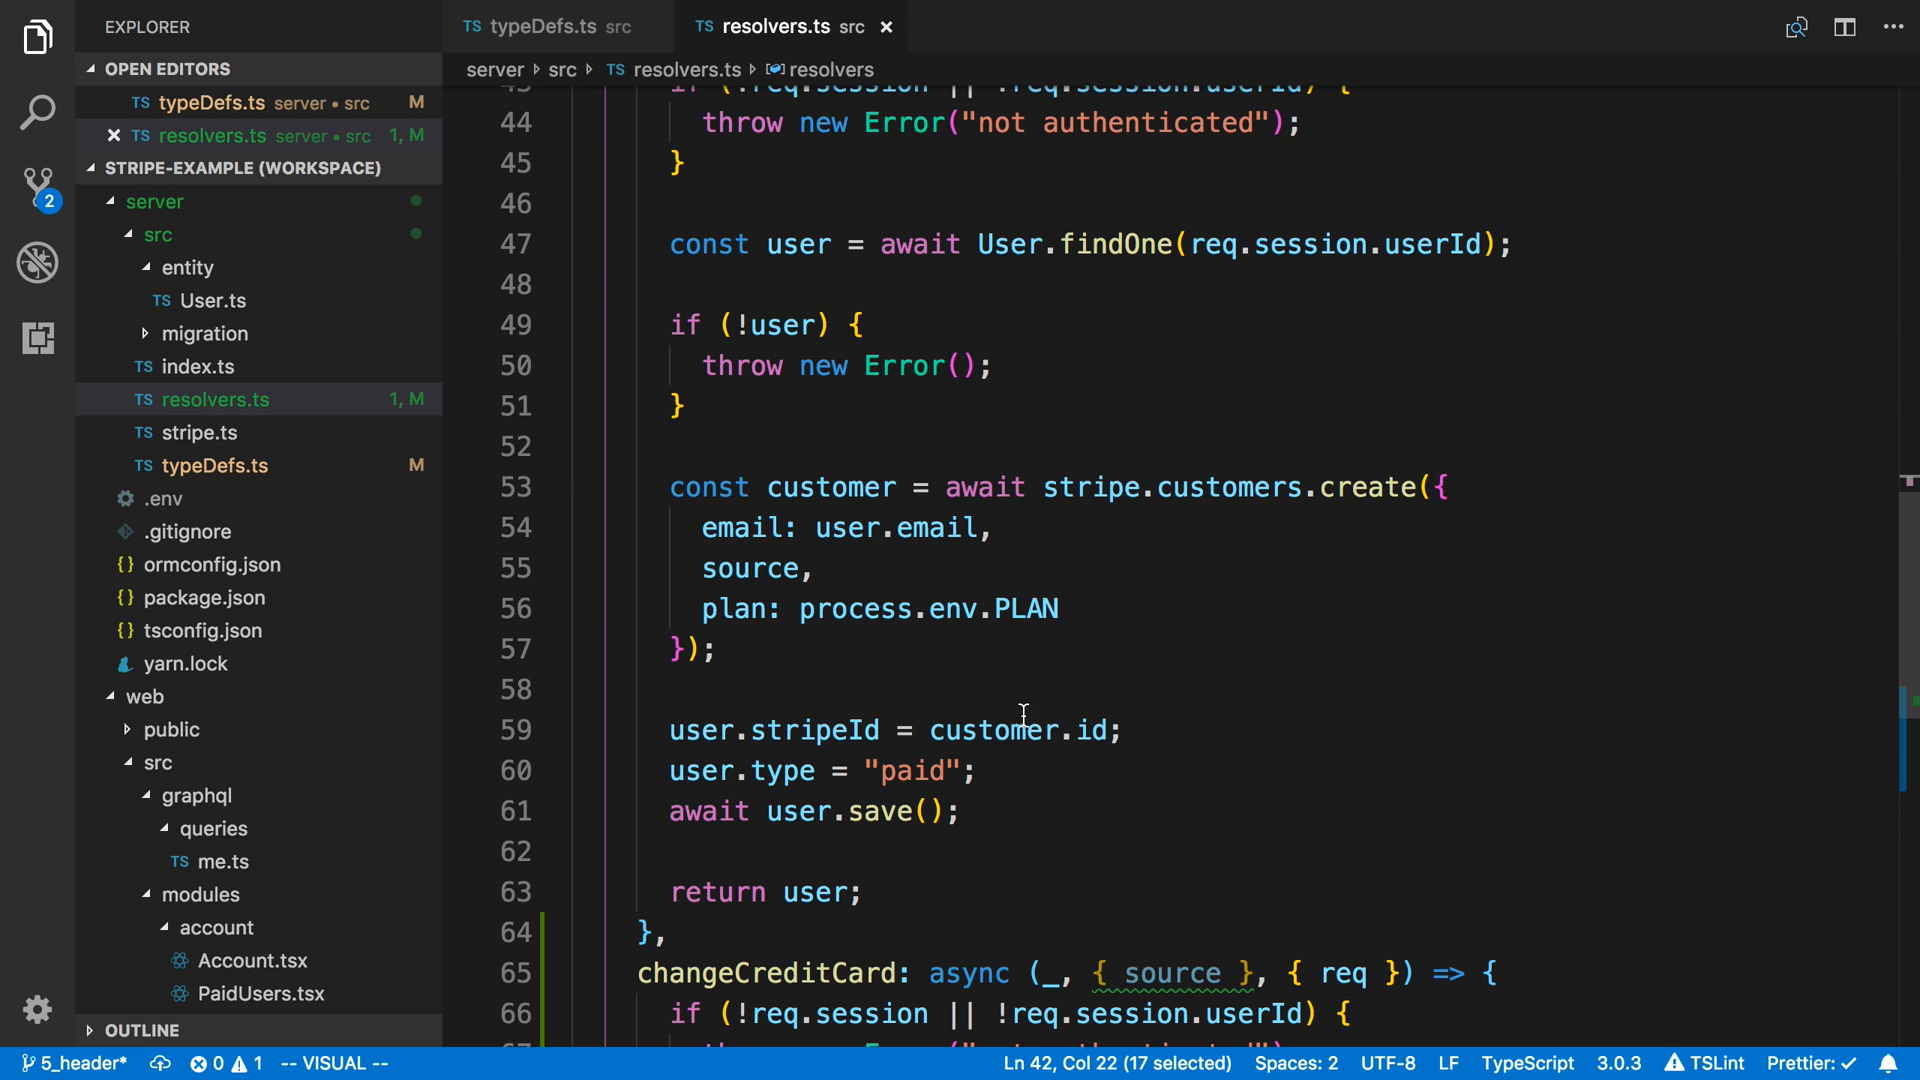 EXPLORER
OPEN EDITORS
TS typeDefs.ts server • src M
TS resolvers.ts server • src 1, M
STRIPE-EXAMPLE (WORKSPACE)
server
src
entity
TS User.ts
migration
TS index.ts
TS resolvers.ts 1, M
TS stripe.ts
TS typeDefs.ts M
.env
.gitignore
{} ormconfig.json
{} package.json
{} tsconfig.json
yarn.lock
web
public
src
graphql
queries
TS me.ts
modules
account
Account.tsx
PaidUsers.tsx
OUTLINE
2
TS typeDefs.ts src
TS resolvers.ts src
server src TS resolvers.ts resolvers
43 if (!req.session || !req.session.userId) {
44 throw new Error("not authenticated");
45 }
46
47 const user = await User.findOne(req.session.userId);
48
49 if (!user) {
50 throw new Error();
51 }
52
53 const customer = await stripe.customers.create({
54 email: user.email,
55 source,
56 plan: process.env.PLAN
57 });
58
59 user.stripeId = customer.id;
60 user.type = "paid";
61 await user.save();
62
63 return user;
64 },
65 changeCreditCard: async (_, { source }, { req }) => {
66 if (!req.session || !req.session.userId) {
5_header* 0 1 -- VISUAL -- Ln 42, Col 22 (17 selected) Spaces: 2 UTF-8 LF TypeScript 3.0.3 TSLint Prettier: ✓